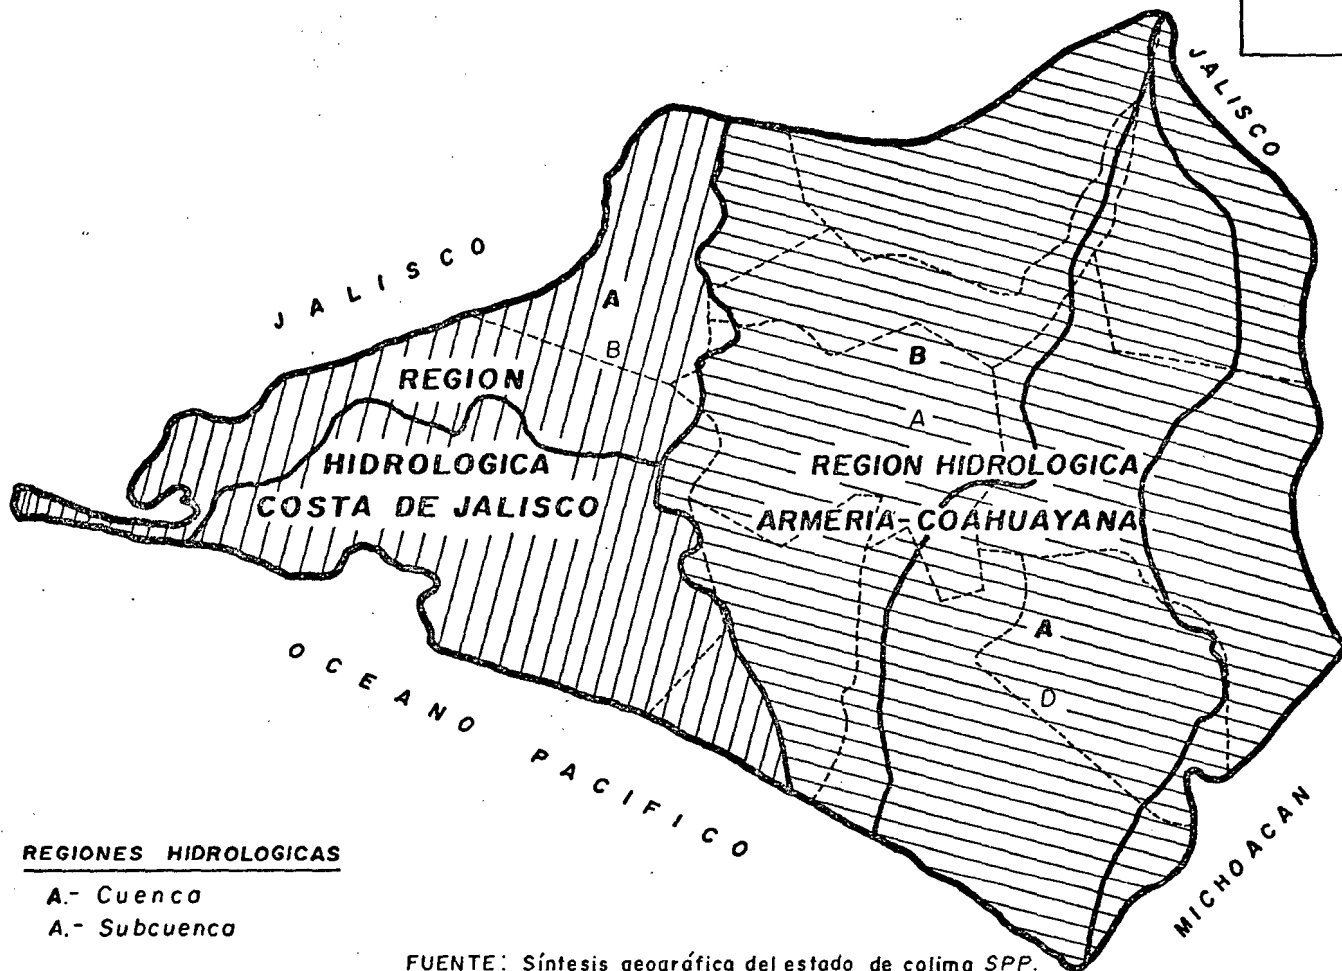 JALISCO
JALISCO
A
B
REGION
HIDROLOGICA
COSTA DE JALISCO
B
A
REGION HIDROLOGICA
ARMERIA-COAHUAYANA
A
D
OCEANO PACIFICO
MICHOACAN
REGIONES HIDROLOGICAS
A.- Cuenca
A.- Subcuenca
FUENTE: Síntesis geográfica del estado de colima SPP.